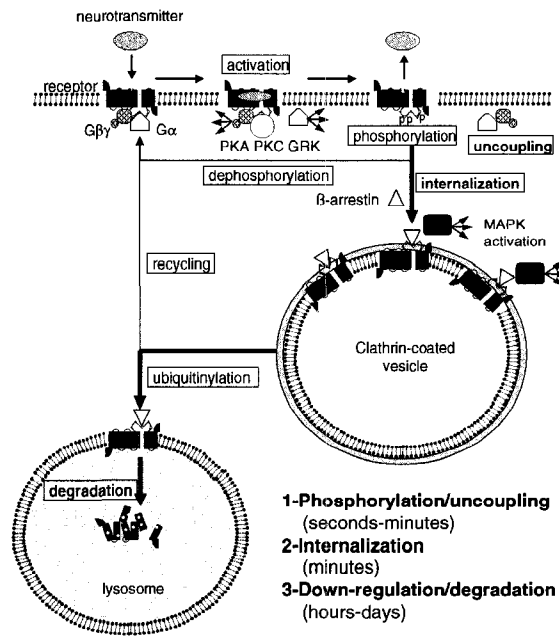 neurotransmitter
activation
receptor
Gβγ
Gα
PKA PKC GRK
pp p
phosphorylation
uncoupling
dephosphorylation
internalization
ß-arrestin
MAPK
activation
recycling
Clathrin-coated
vesicle
ubiquitinylation
degradation
lysosome
1-Phosphorylation/uncoupling
(seconds-minutes)
2-Internalization
(minutes)
3-Down-regulation/degradation
(hours-days)